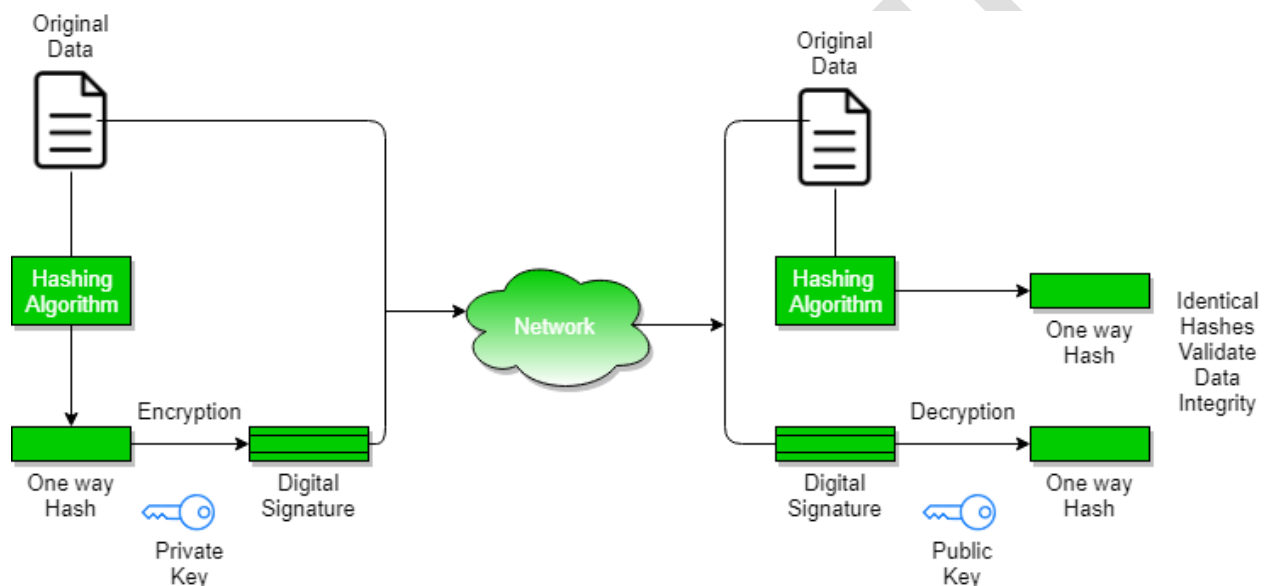 Original
Data
Hashing
Algorithm
Encryption
One way
Hash
Private
Key
Digital
Signature
Network
Original
Data
Hashing
Algorithm
One way
Hash
Identical
Hashes
Validate
Data
Integrity
Decryption
Digital
Signature
Public
Key
One way
Hash